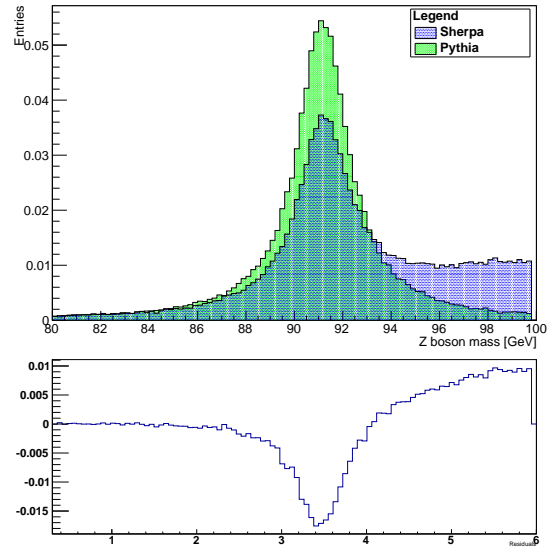 Entries
Legend
Sherpa
Pythia
0.05
0.04
0.03
0.02
0.01
0
80 82 84 86 88 90 92 94 96 98 100
Z boson mass [GeV]
0.01
0.005
0
-0.005
-0.01
-0.015
1 2 3 4 5 6
Residuals